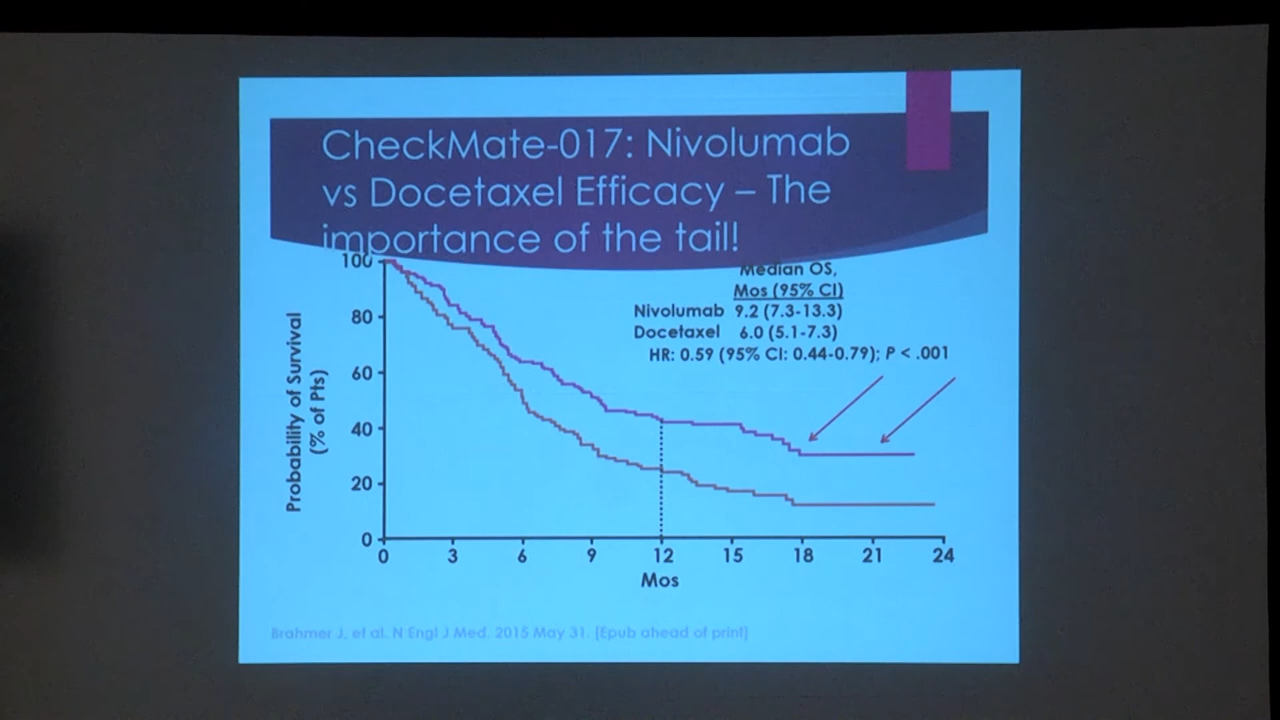 CheckMate-017: Nivolumab
vs Docetaxel Efficacy – The
importance of the tail!
Median OS,
Mos (95% CI)
Nivolumab 9.2 (7.3-13.3)
Docetaxel 6.0 (5.1-7.3)
HR: 0.59 (95% CI: 0.44-0.79); P < .001
Probability of Survival
(% of Pts)
100
80
60
40
20
0
0 3 6 9 12 15 18 21 24
Mos
Brahmer J, et al. N Engl J Med. 2015 May 31. [Epub ahead of print]